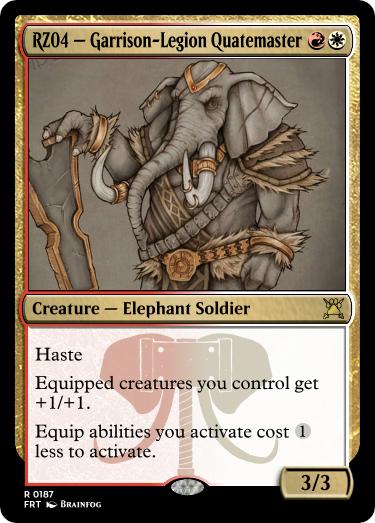 RZ04 – Garrison-Legion Quatemaster
Creature — Elephant Soldier
Haste
Equipped creatures you control get
+1/+1.
Equip abilities you activate cost 1
less to activate.
3/3
R 0187
FRT Brainfog